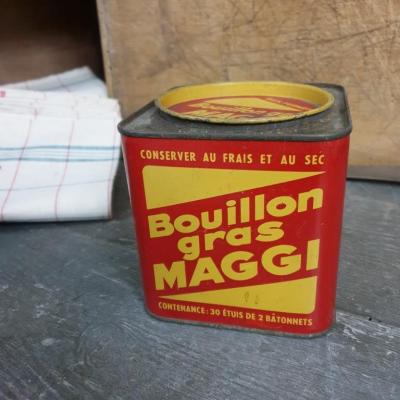 CONSERVER AU FRAIS ET AU SEC
Bouillon
gras
MAGGI
CONTENANCE: 30 ÉTUIS DE 2 BÂTONNETS